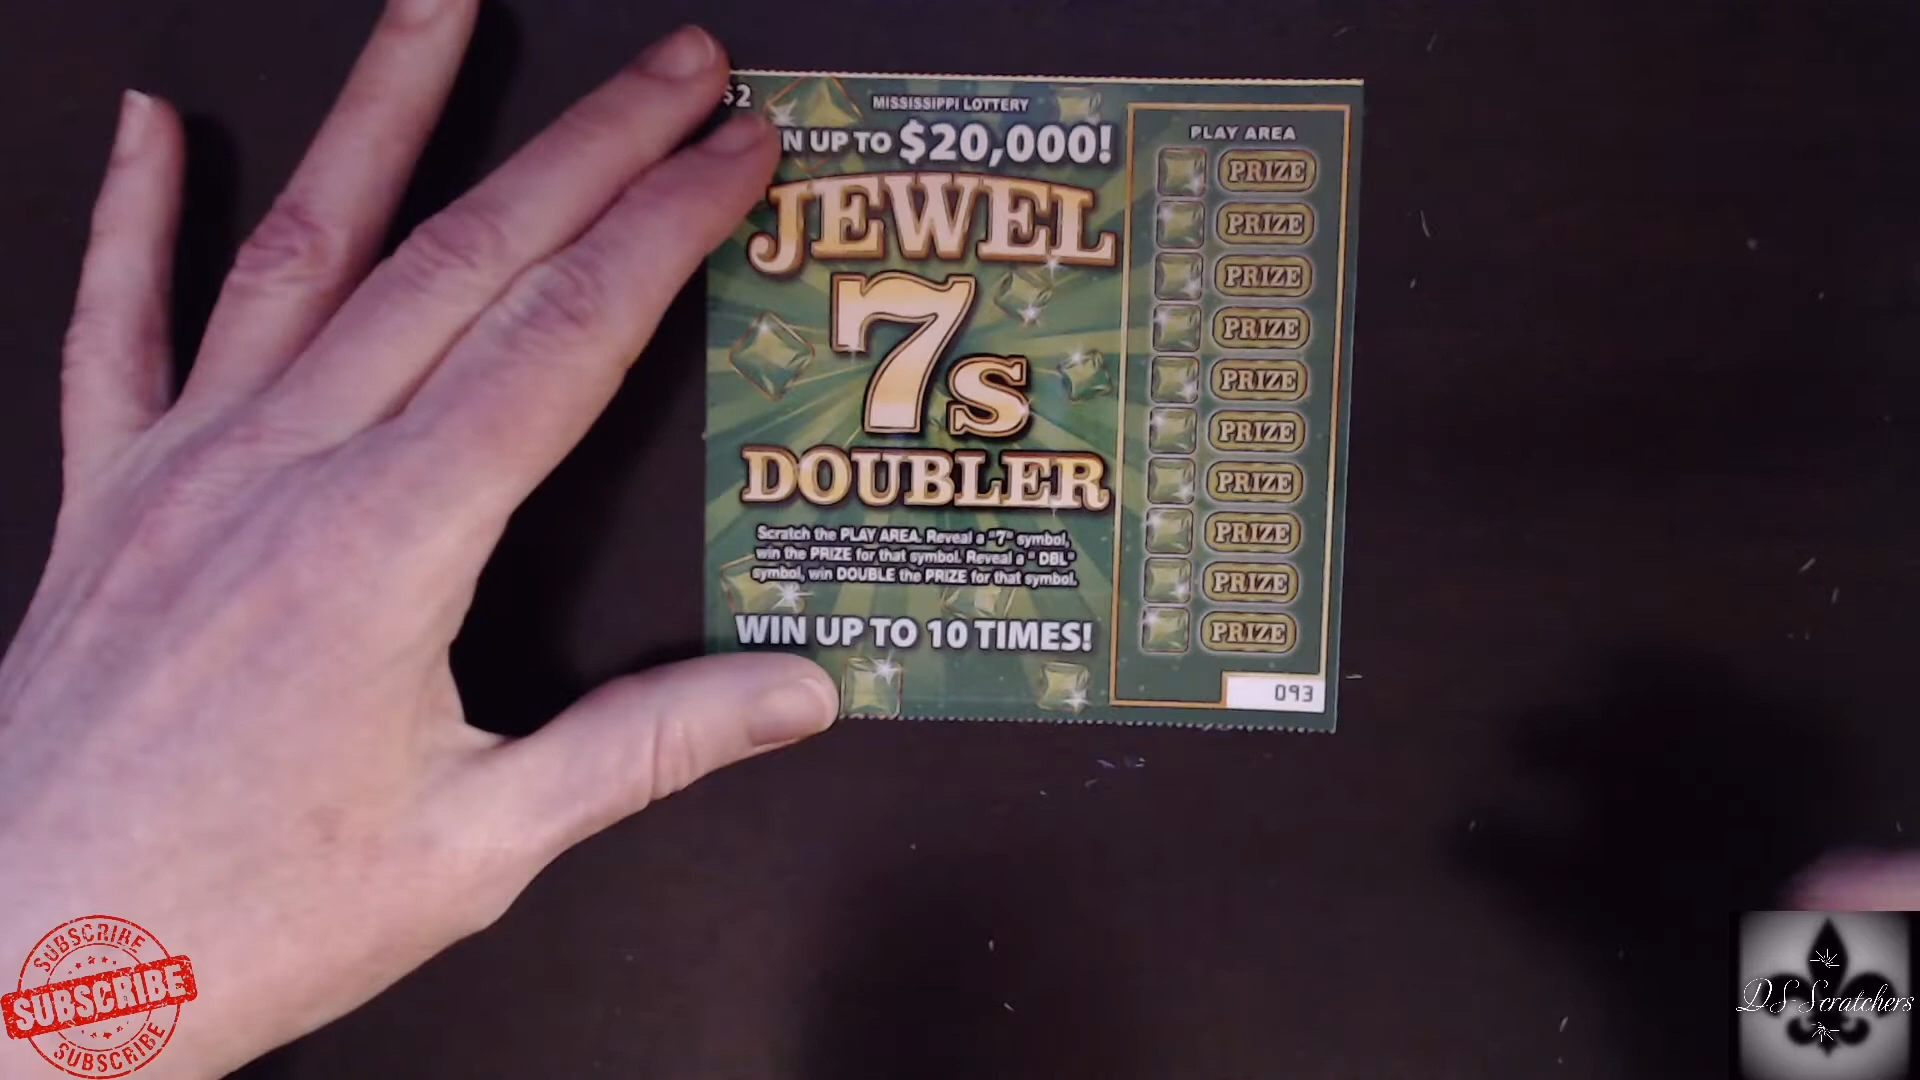 $2
MISSISSIPPI LOTTERY
N UP TO $20,000!
JEWEL
7s
DOUBLER
Scratch the PLAY AREA. Reveal a "7" symbol,
win the PRIZE for that symbol. Reveal a "DBL"
symbol, win DOUBLE the PRIZE for that symbol.
WIN UP TO 10 TIMES!
PLAY AREA
PRIZE
PRIZE
PRIZE
PRIZE
PRIZE
PRIZE
PRIZE
PRIZE
PRIZE
PRIZE
093
SUBSCRIBE
SUBSCRIBE
SUBSCRIBE
DS-Scratchers